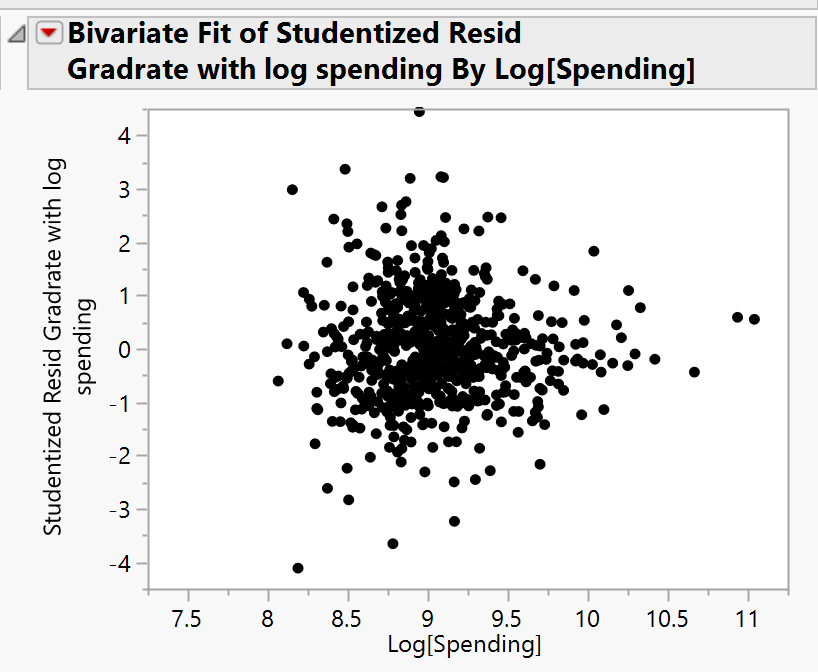 Bivariate Fit of Studentized Resid
Gradrate with log spending By Log[Spending]
Studentized Resid Gradrate with log
spending
4
3
2
1
0
-1
-2
-3
-4
7.5 8 8.5 9 9.5 10 10.5 11
Log[Spending]